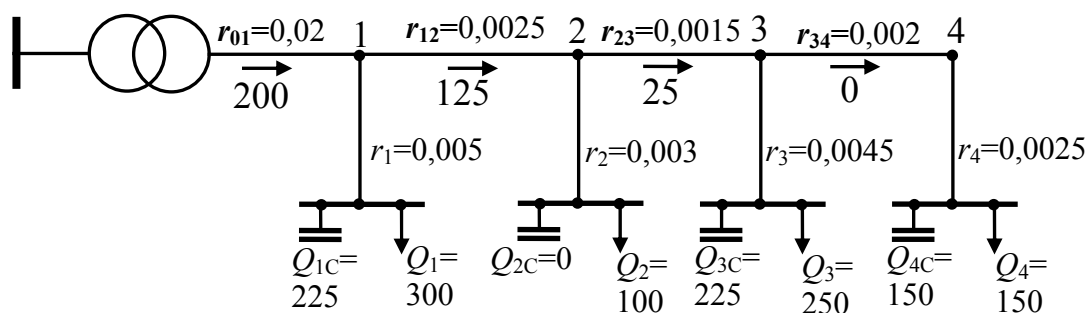 r01=0,02 1 r12=0,0025 2 r23=0,0015 3 r34=0,002 4
200 125 25 0
r1=0,005 r2=0,003 r3=0,0045 r4=0,0025
Q1C= Q1= Q2C=0 Q2= Q3C= Q3= Q4C= Q4=
225 300 100 225 250 150 150